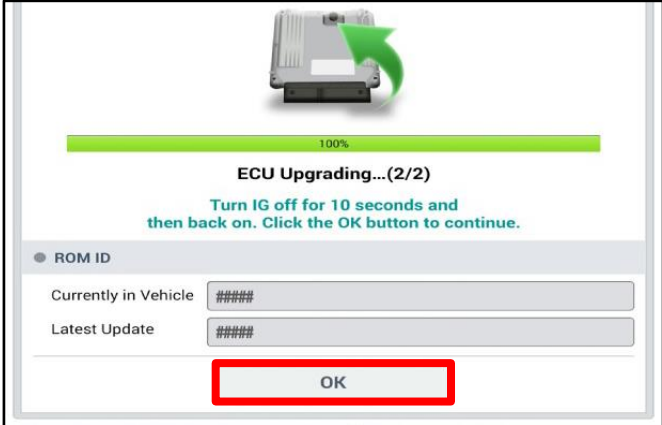 100%
ECU Upgrading...(2/2)
Turn IG off for 10 seconds and
then back on. Click the OK button to continue.
ROM ID
Currently in Vehicle #####
Latest Update #####
OK